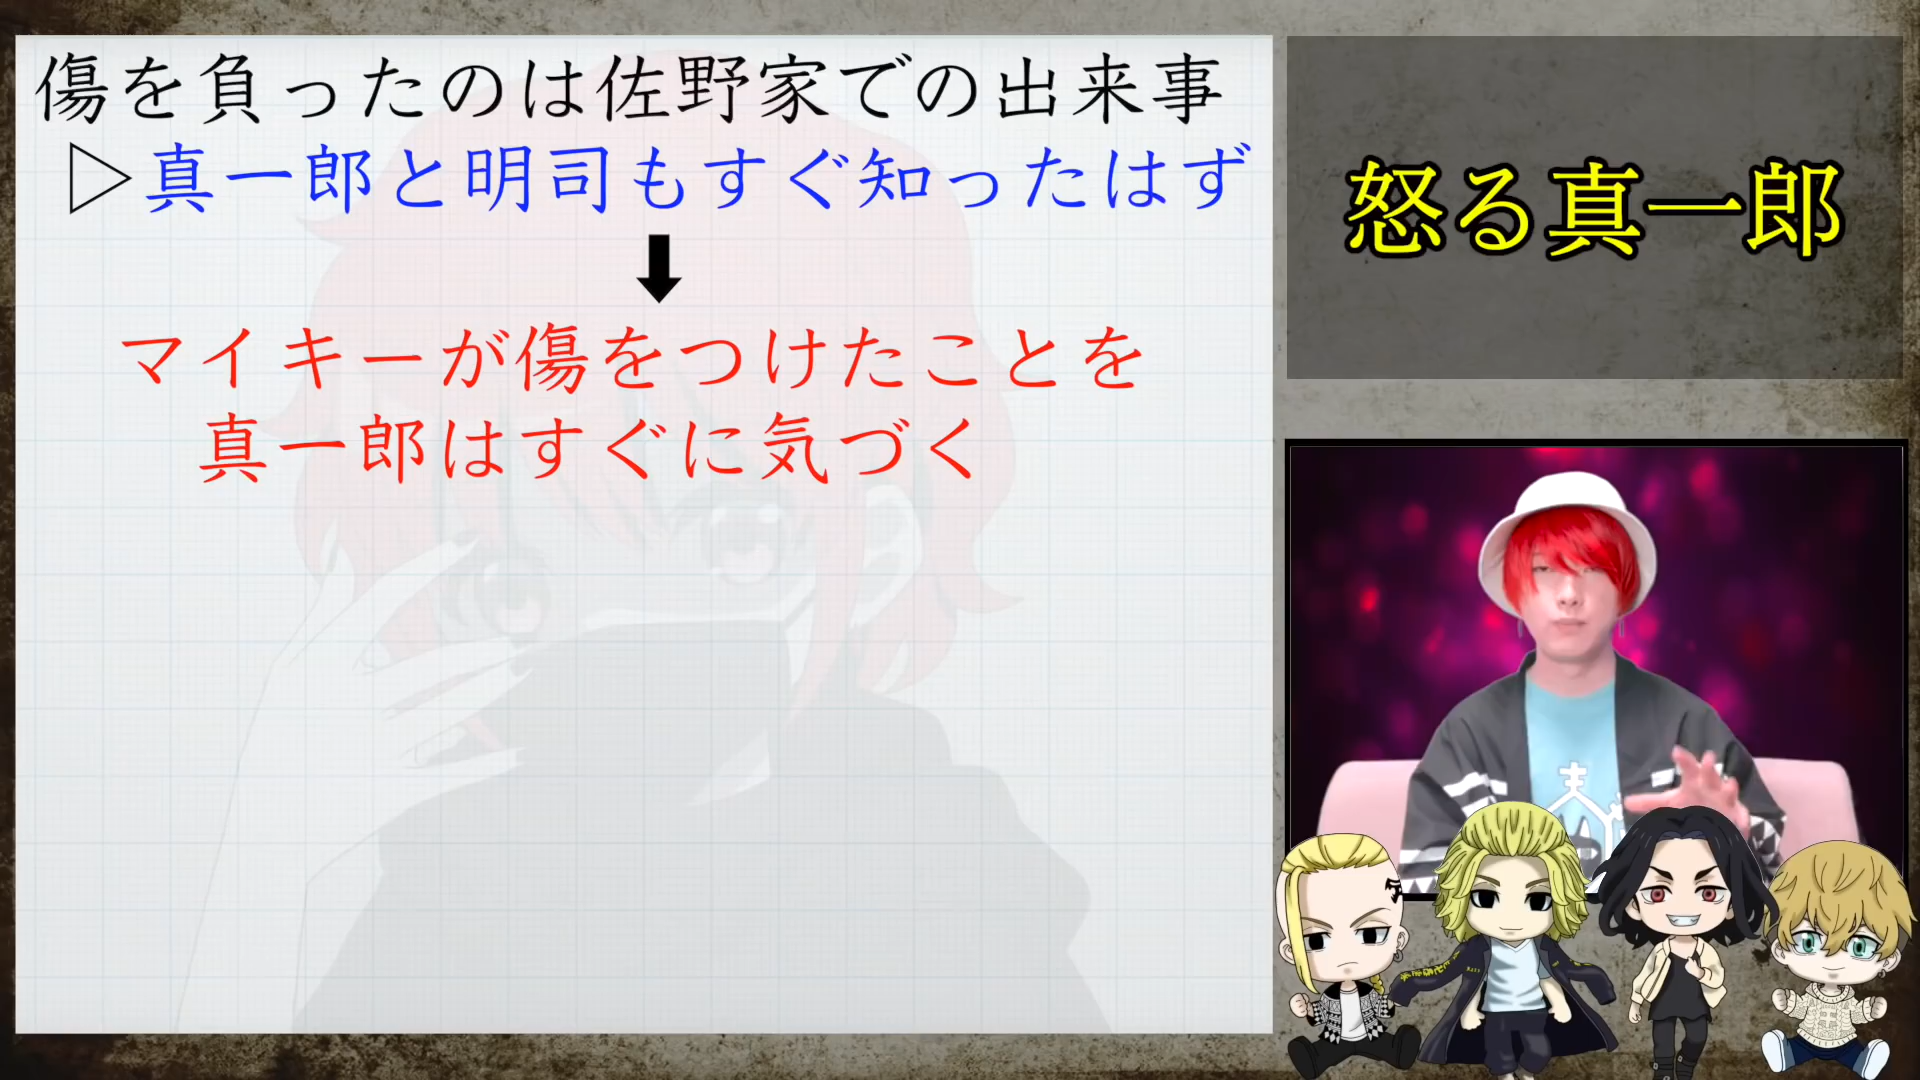 傷を負ったのは佐野家での出来事
▷真一郎と明司もすぐ知ったはず
⬇
マイキーが傷をつけたことを
真一郎はすぐに気づく
怒る真一郎